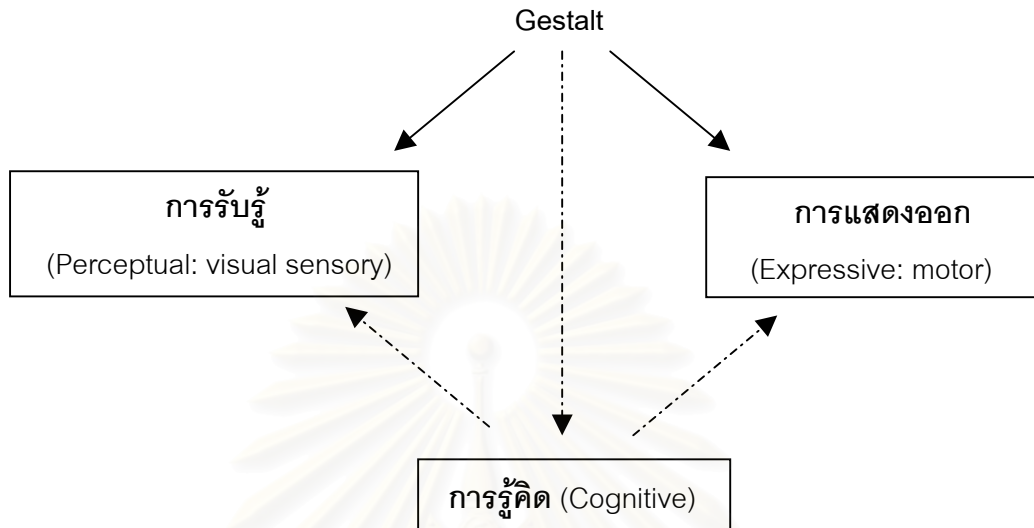 Gestalt
การรับรู้
(Perceptual: visual sensory)
การแสดงออก
(Expressive: motor)
การรู้คิด (Cognitive)